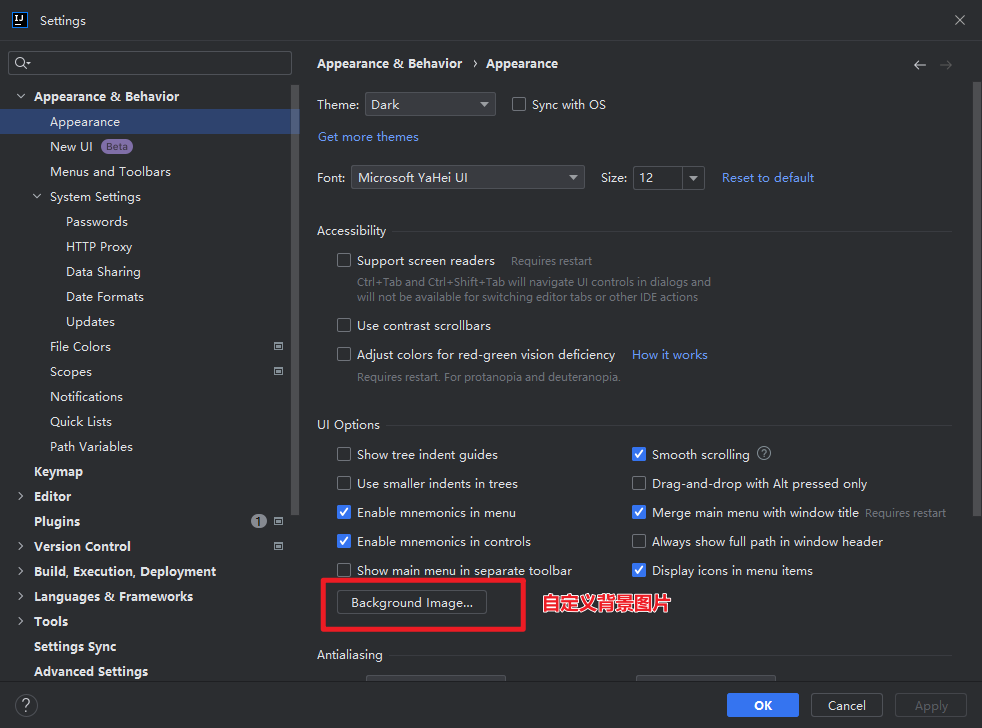 Settings
Appearance & Behavior
Appearance
New UI Beta
Menus and Toolbars
System Settings
Passwords
HTTP Proxy
Data Sharing
Date Formats
Updates
File Colors
Scopes
Notifications
Quick Lists
Path Variables
Keymap
Editor
Plugins 1
Version Control
Build, Execution, Deployment
Languages & Frameworks
Tools
Settings Sync
Advanced Settings
Appearance & Behavior › Appearance
Theme: Dark Sync with OS
Get more themes
Font: Microsoft YaHei UI Size: 12 Reset to default
Accessibility
Support screen readers Requires restart
Ctrl+Tab and Ctrl+Shift+Tab will navigate UI controls in dialogs and
will not be available for switching editor tabs or other IDE actions
Use contrast scrollbars
Adjust colors for red-green vision deficiency How it works
Requires restart. For protanopia and deuteranopia.
UI Options
Show tree indent guides Smooth scrolling ?
Use smaller indents in trees Drag-and-drop with Alt pressed only
Enable mnemonics in menu Merge main menu with window title Requires restart
Enable mnemonics in controls Always show full path in window header
Show main menu in separate toolbar Display icons in menu items
Background Image... 自定义背景图片
Antialiasing
? OK Cancel Apply